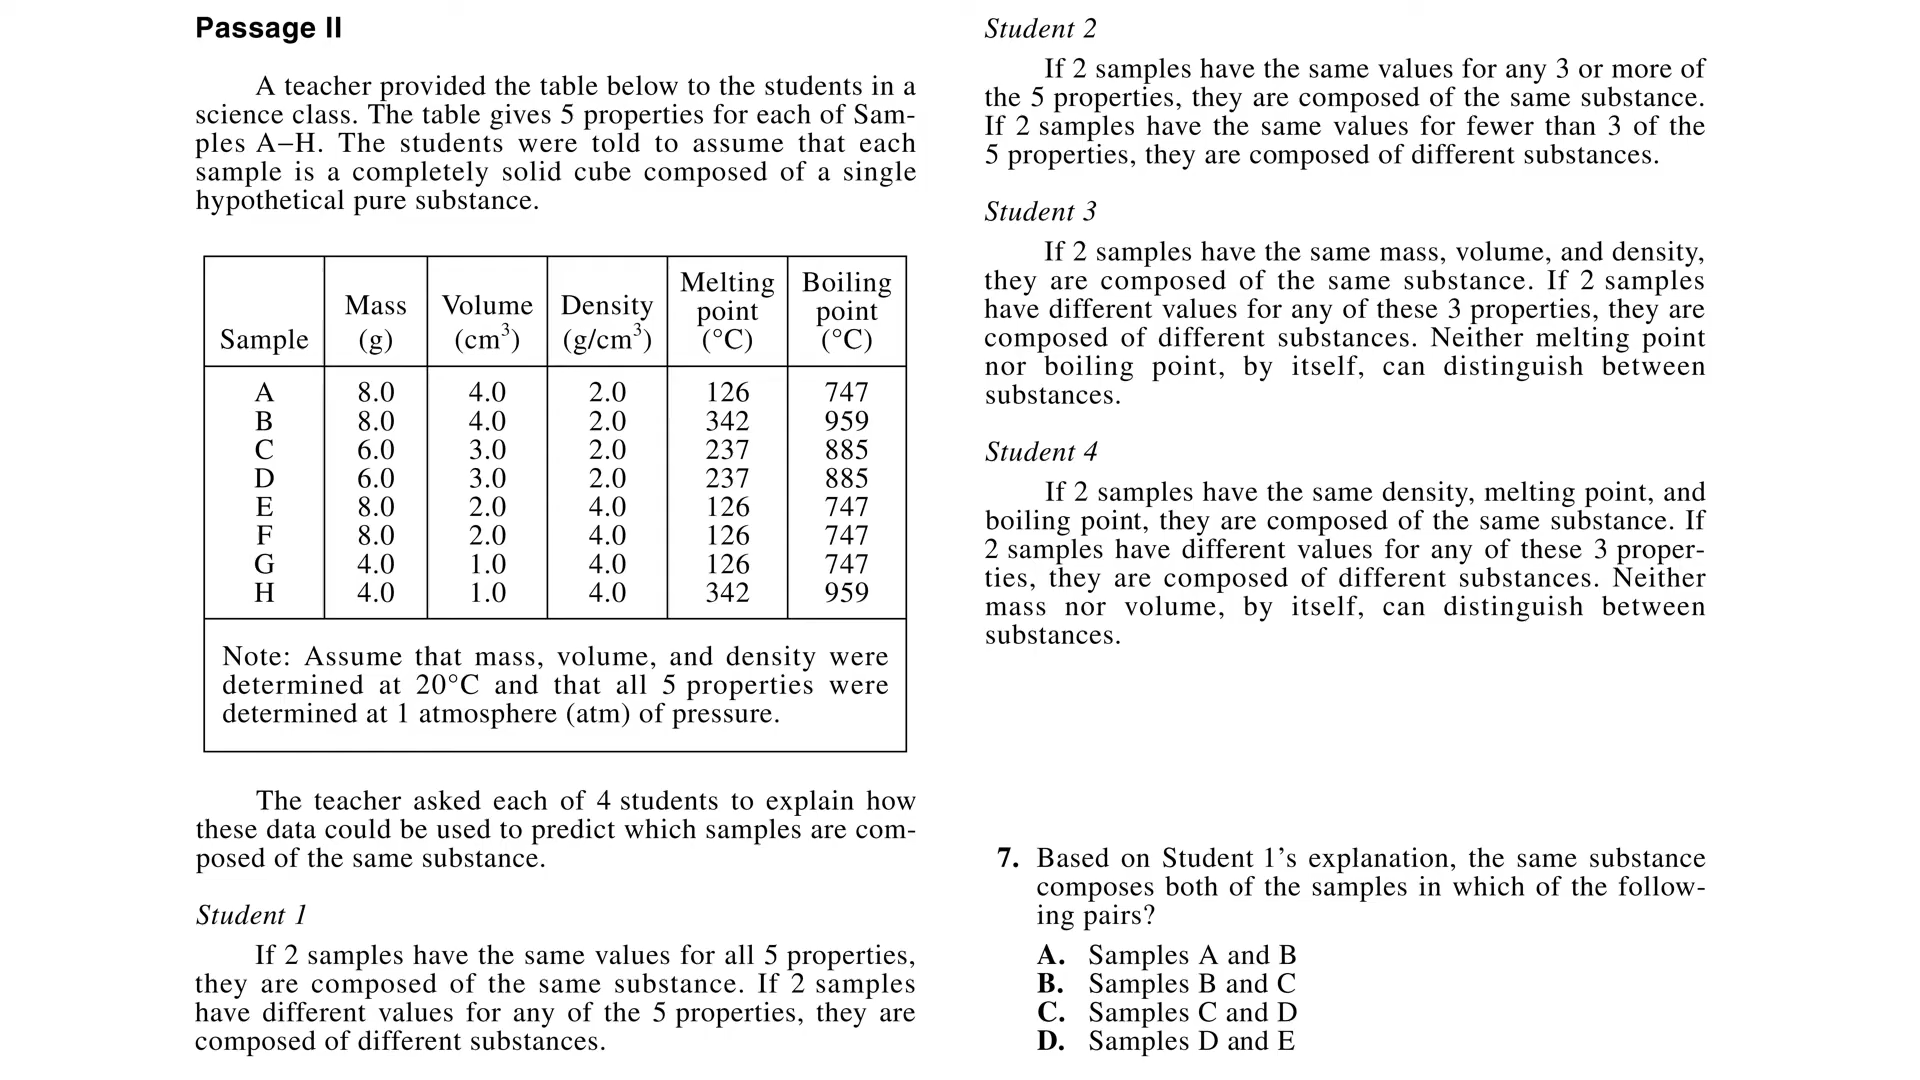 Passage II
A teacher provided the table below to the students in a
science class. The table gives 5 properties for each of Sam-
ples A–H. The students were told to assume that each
sample is a completely solid cube composed of a single
hypothetical pure substance.
Sample | Mass (g) | Volume (cm³) | Density (g/cm³) | Melting point (°C) | Boiling point (°C)
A 8.0 4.0 2.0 126 747
B 8.0 4.0 2.0 342 959
C 6.0 3.0 2.0 237 885
D 6.0 3.0 2.0 237 885
E 8.0 2.0 4.0 126 747
F 8.0 2.0 4.0 126 747
G 4.0 1.0 4.0 126 747
H 4.0 1.0 4.0 342 959
Note: Assume that mass, volume, and density were
determined at 20°C and that all 5 properties were
determined at 1 atmosphere (atm) of pressure.
The teacher asked each of 4 students to explain how
these data could be used to predict which samples are com-
posed of the same substance.
Student 1
If 2 samples have the same values for all 5 properties,
they are composed of the same substance. If 2 samples
have different values for any of the 5 properties, they are
composed of different substances.
Student 2
If 2 samples have the same values for any 3 or more of
the 5 properties, they are composed of the same substance.
If 2 samples have the same values for fewer than 3 of the
5 properties, they are composed of different substances.
Student 3
If 2 samples have the same mass, volume, and density,
they are composed of the same substance. If 2 samples
have different values for any of these 3 properties, they are
composed of different substances. Neither melting point
nor boiling point, by itself, can distinguish between
substances.
Student 4
If 2 samples have the same density, melting point, and
boiling point, they are composed of the same substance. If
2 samples have different values for any of these 3 proper-
ties, they are composed of different substances. Neither
mass nor volume, by itself, can distinguish between
substances.
7. Based on Student 1's explanation, the same substance
composes both of the samples in which of the follow-
ing pairs?
A. Samples A and B
B. Samples B and C
C. Samples C and D
D. Samples D and E